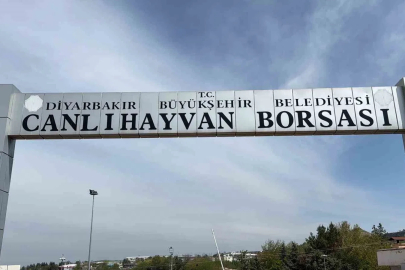 T.C.
DİYARBAKIR BÜYÜKŞEHİR BELEDİYESİ
CANLI HAYVAN BORSASI